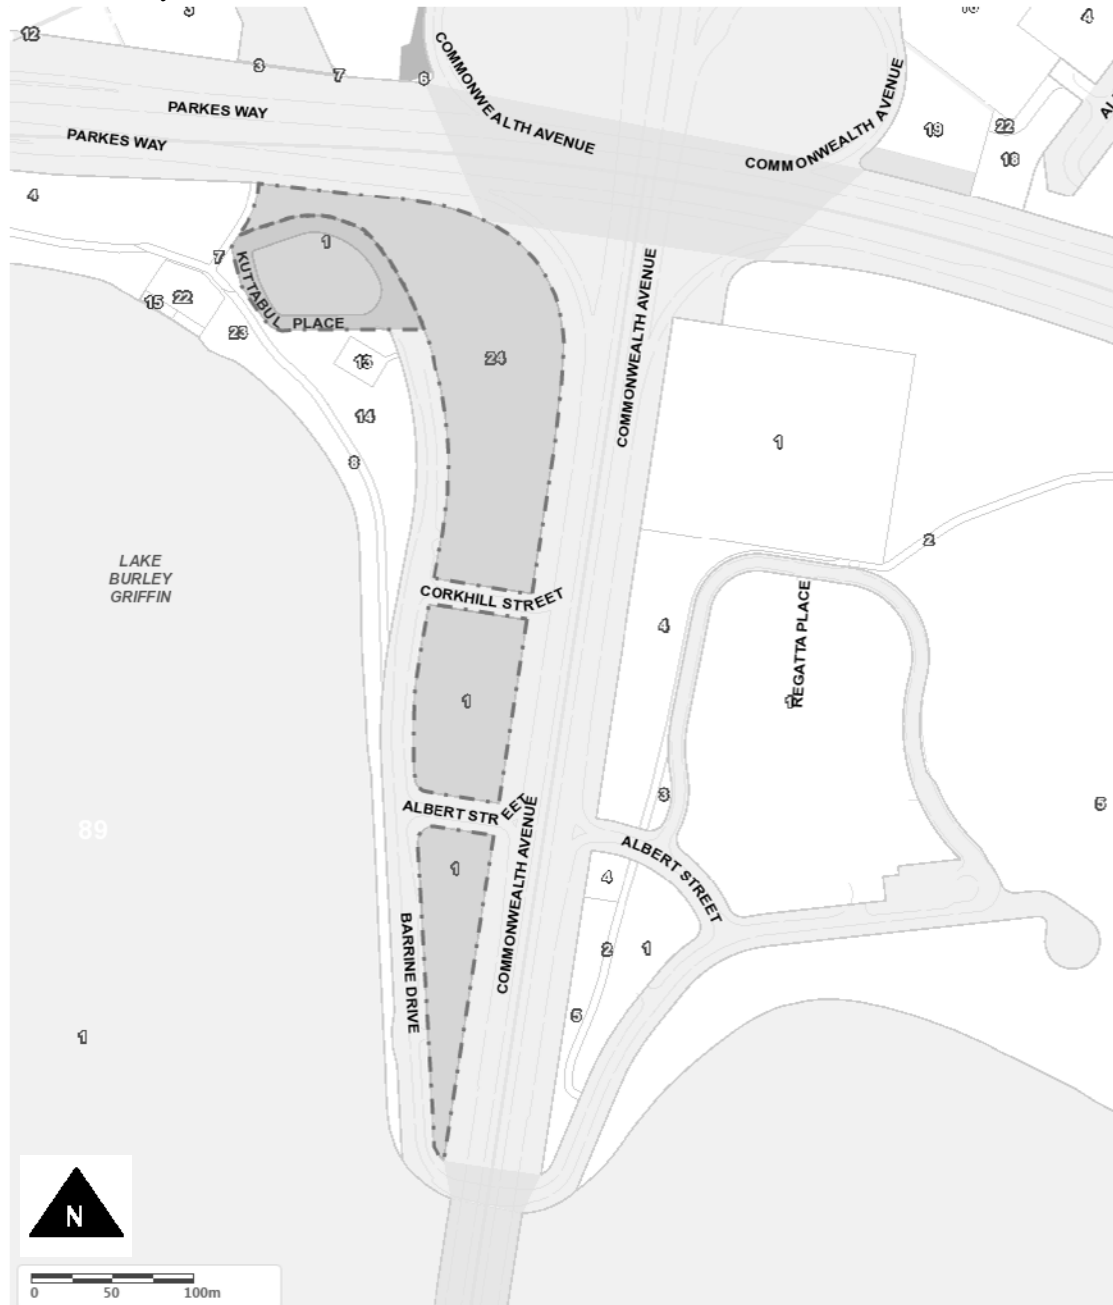 4
12
3
7
6
COMMONWEALTH AVENUE
COMMONWEALTH AVENUE
PARKES WAY
PARKES WAY
19
22
18
4
1
7
KUTTABUL PLACE
15
22
23
13
14
8
24
COMMONWEALTH AVENUE
1
2
LAKE
BURLEY
GRIFFIN
CORKHILL STREET
4
REGATTA PLACE
1
1
3
5
ALBERT STREET
89
1
ALBERT STREET
4
COMMONWEALTH AVENUE
BARRINE DRIVE
2
1
5
1
N
0 50 100m